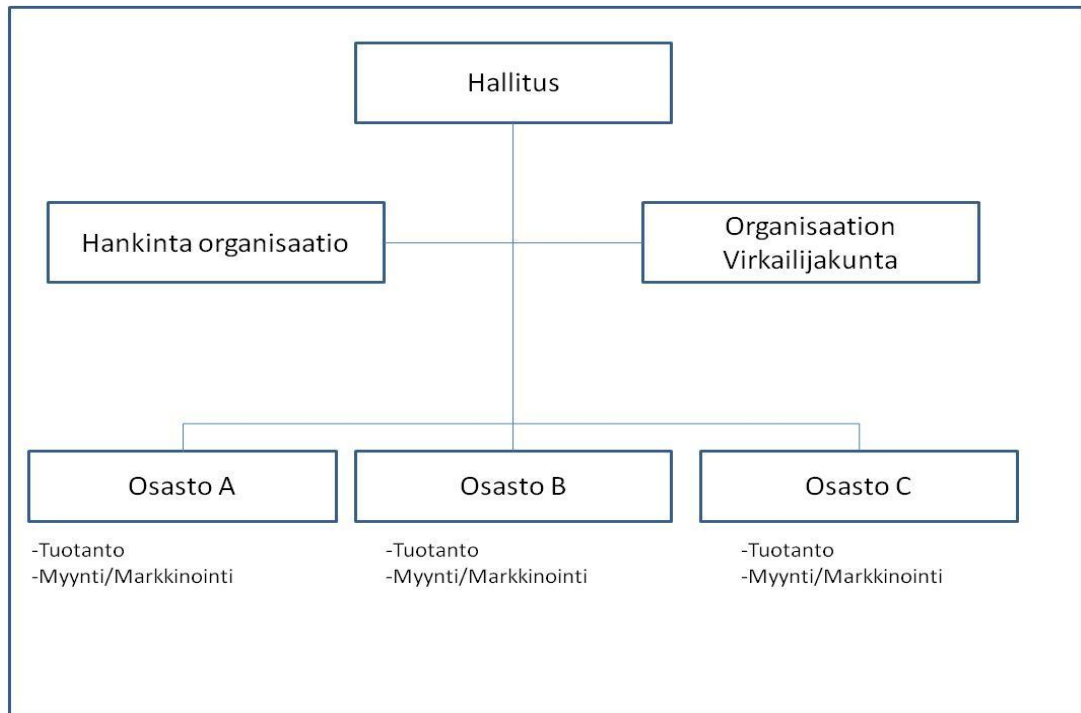 Hallitus
Hankinta organisaatio
Organisaation
Virkailijakunta
Osasto A
Osasto B
Osasto C
-Tuotanto
-Myynti/Markkinointi
-Tuotanto
-Myynti/Markkinointi
-Tuotanto
-Myynti/Markkinointi